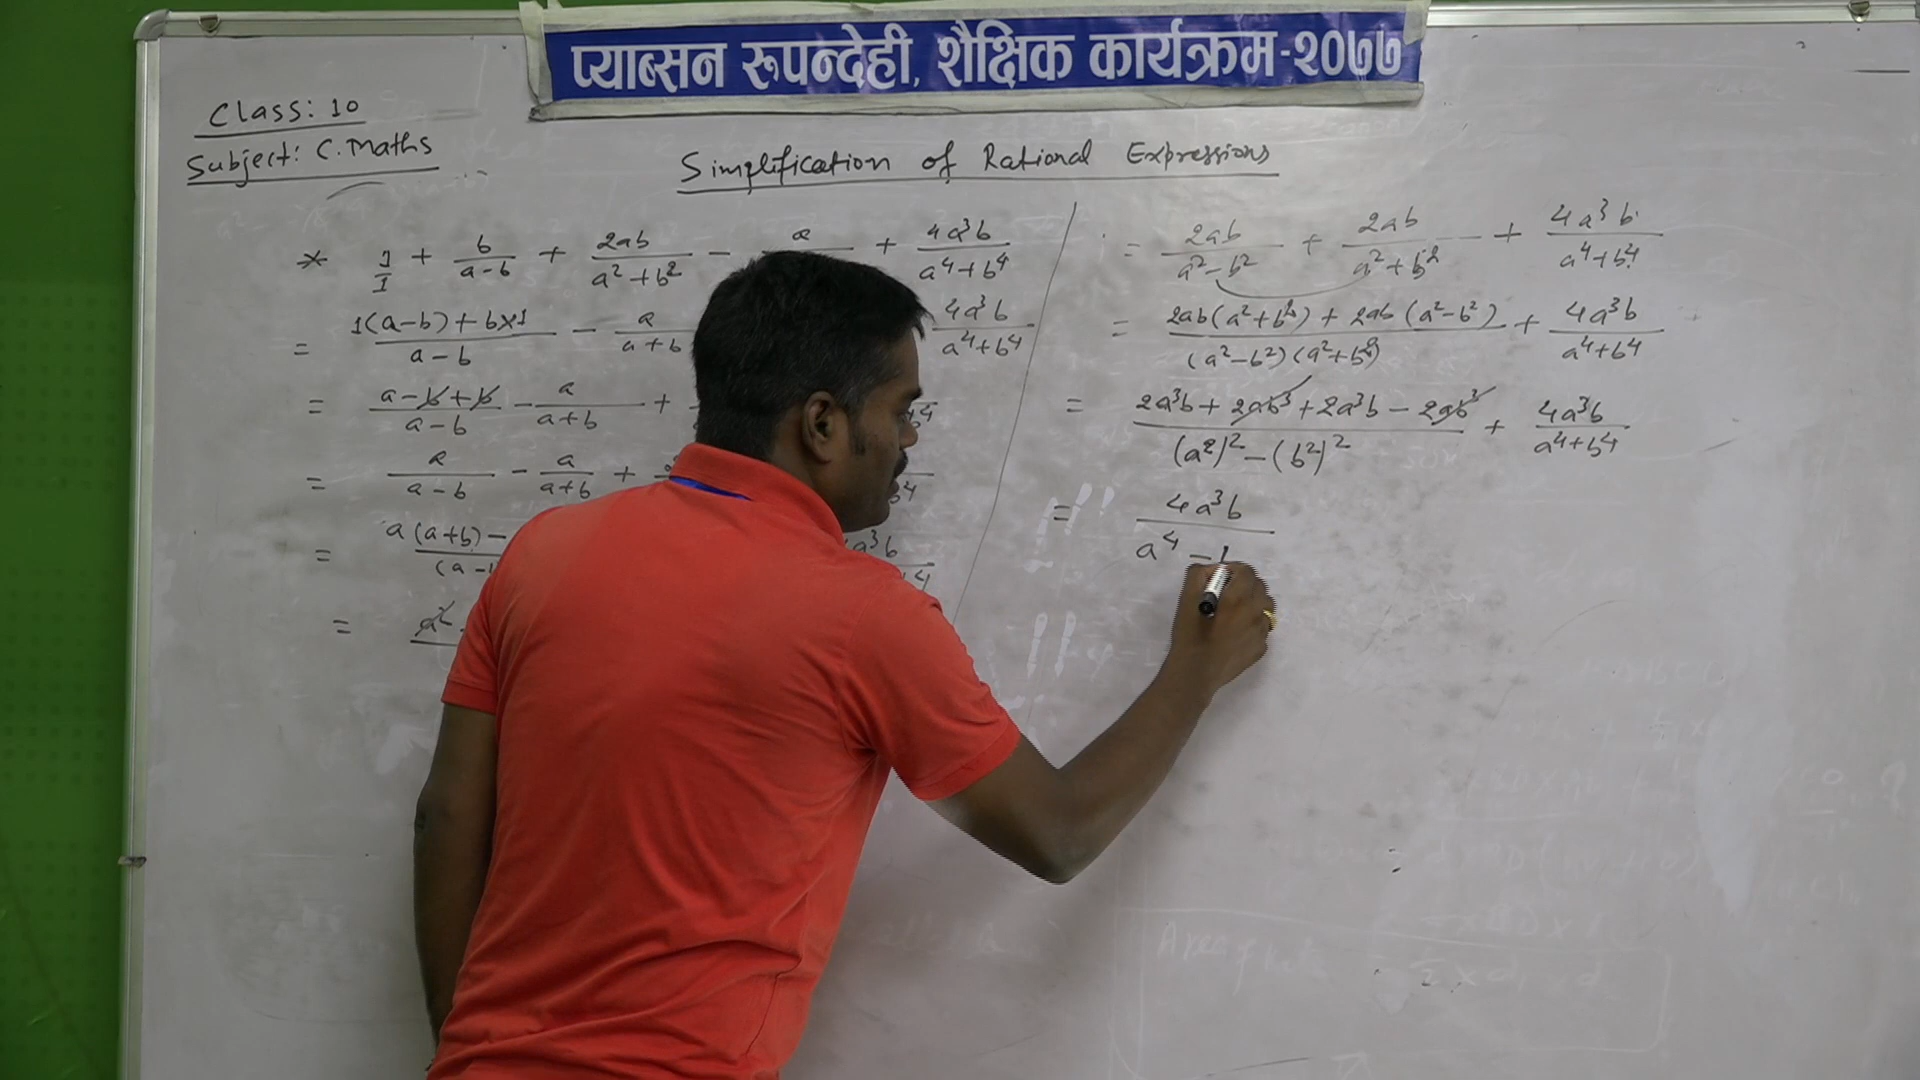 प्याब्सन रुपन्देही, शैक्षिक कार्यक्रम-२०७७
Class: 10
Subject: C. Maths
Simplification of Rational Expressions
* 1/1 + b/(a-b) + 2ab/(a² + b²) - a/ + 4a³b/(a⁴+b⁴)
= (1(a-b) + b×1)/(a-b) - a/(a+b) 4a³b/(a⁴+b⁴)
= (a-b+b)/(a-b) - a/(a+b) +
= a/(a-b) - a/(a+b) +
= a(a+b) - / (a- a³b
= a²
= 2ab/(a²-b²) + 2ab/(a²+b²) + 4a³b/(a⁴+b⁴)
= (2ab(a²+b²) + 2ab(a²-b²))/((a²-b²)(a²+b²)) + 4a³b/(a⁴+b⁴)
= (2a³b + 2ab³ + 2a³b - 2ab³)/((a²)² - (b²)²) + 4a³b/(a⁴+b⁴)
= 4a³b/(a⁴ -
Area of